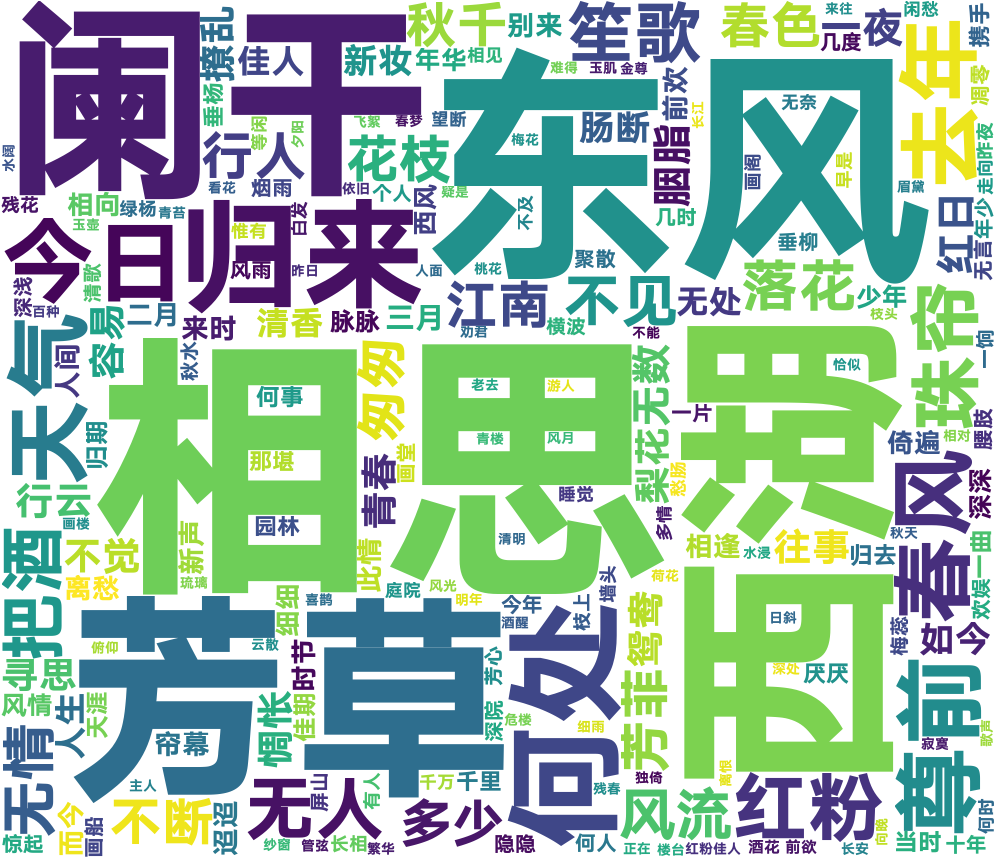 阑干
东风
相思
西湖
芳草
归来
今日
何处
去年
天气
春风
尊前
珠帘
把酒
红粉
无人
笙歌
秋千
春色
一夜
几度
闲愁
来往
携手
凋零
撩乱
佳人
新妆
年华
相见
别来
难得
玉肌
金尊
前欢
长江
垂杨
等闲
夕阳
飞絮
春梦
望断
梅花
肠断
无奈
行人
花枝
胭脂
画阁
早是
水阔
看花
烟雨
依旧
个人
西风
疑是
不及
几时
眉黛
走向
昨夜
残花
相向
绿杨
青苔
玉壶
惟有
白发
垂柳
红日
年少
无言
风雨
昨日
人面
桃花
聚散
深浅
清歌
百种
二月
来时
清香
脉脉
三月
江南
劝君
横波
不见
不能
无处
落花
少年
枝头
容易
人间
秋水
匆匆
一饷
恰似
何事
老去
游人
无数
一片
归期
那堪
青春
画堂
青楼
风月
梨花
愁肠
倚遍
相对
腰肢
行云
画楼
园林
睡觉
多情
深深
新声
此情
清明
相逢
水漫
往事
归去
秋天
一曲
不觉
离愁
琉璃
庭院
风光
荷花
欢娱
细细
喜鹊
明年
今年
酒醒
枝上
墙头
鸳鸯
日斜
梅蕊
如今
俯仰
云散
寻思
时节
芳心
深处
厌厌
风情
人生
天涯
惆怅
佳期
深院
危楼
细雨
芳菲
离恨
寂寞
歌声
无情
帘幕
主人
屏山
有人
千万
千里
残春
独倚
惊起
而今
画船
不断
迢迢
纱窗
管弦
长相
繁华
多少
隐隐
何人
风流
正在
楼台
红粉佳人
酒花
前欲
长安
向晚
当时
十年
何时